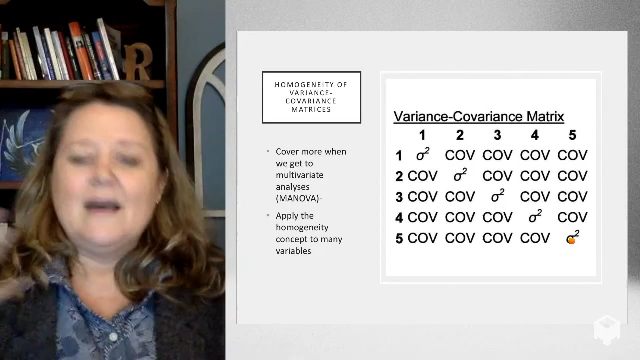 HOMOGENEITY OF
VARIANCE-
COVARIANCE
MATRICES
• Cover more when
we get to
multivariate
analyses
(MANOVA)-
• Apply the
homogeneity
concept to many
variables
Variance-Covariance Matrix
1 2 3 4 5
1 σ² COV COV COV COV
2 COV σ² COV COV COV
3 COV COV σ² COV COV
4 COV COV COV σ² COV
5 COV COV COV COV σ²
R